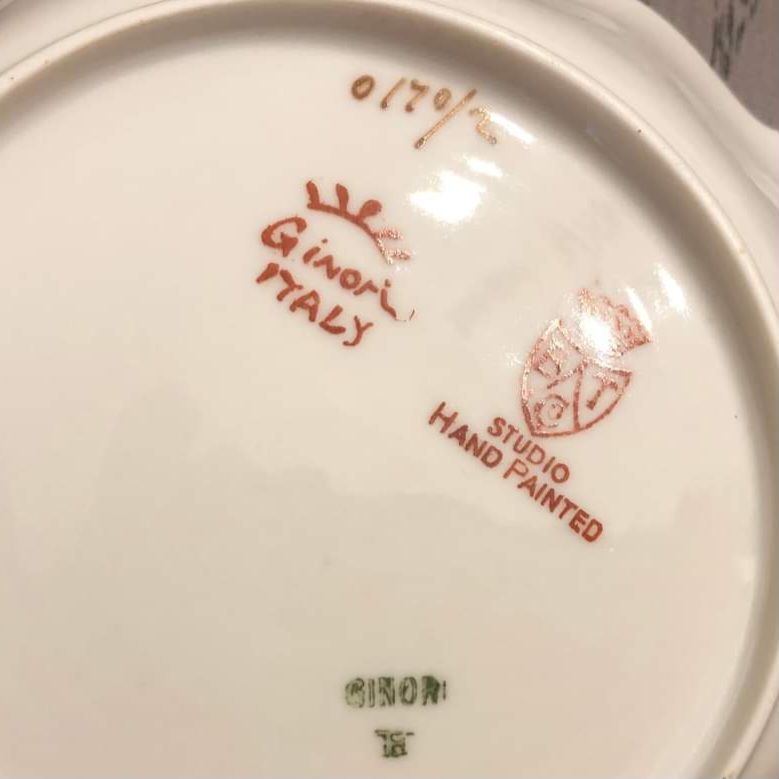 0170/2
Ginori
ITALY
STUDIO
HAND PAINTED
GINORI